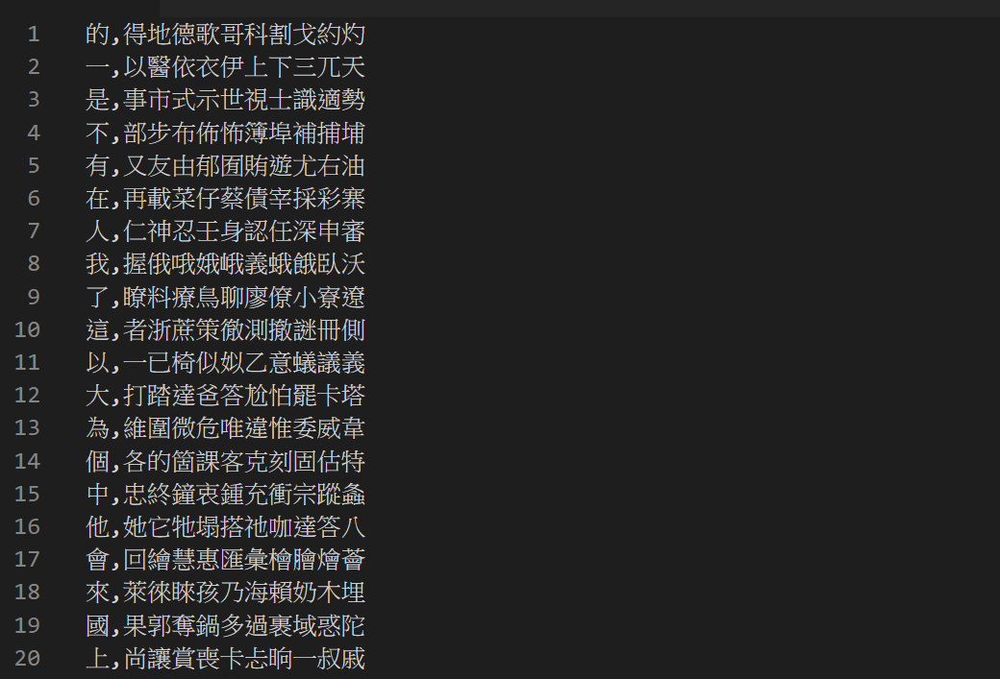 1 的,得地德歌哥科割戈約灼
2 一,以醫依衣伊上下三兀天
3 是,事市式示世視士識適勢
4 不,部步布佈怖簿埠補捕埔
5 有,又友由郁囿賄遊尤右油
6 在,再載菜仔蔡債宰採彩寨
7 人,仁神忍壬身認任深申審
8 我,握俄哦娥峨義蛾餓臥沃
9 了,瞭料療鳥聊廖僚小寮遼
10 這,者浙蔗策徹測撤謎冊側
11 以,一已椅似姒乙意蟻議義
12 大,打踏達爸答尬怕罷卡塔
13 為,維圍微危唯違惟委威韋
14 個,各的箇課客克刻固估特
15 中,忠終鐘衷鍾充衝宗蹤螽
16 他,她它牠塌搭祂咖達答八
17 會,回繪慧惠匯彙檜膾燴薈
18 來,萊徠睞孩乃海賴奶木埋
19 國,果郭奪鍋多過裹域惑陀
20 上,尚讓賞喪卡忐晌一叔戚